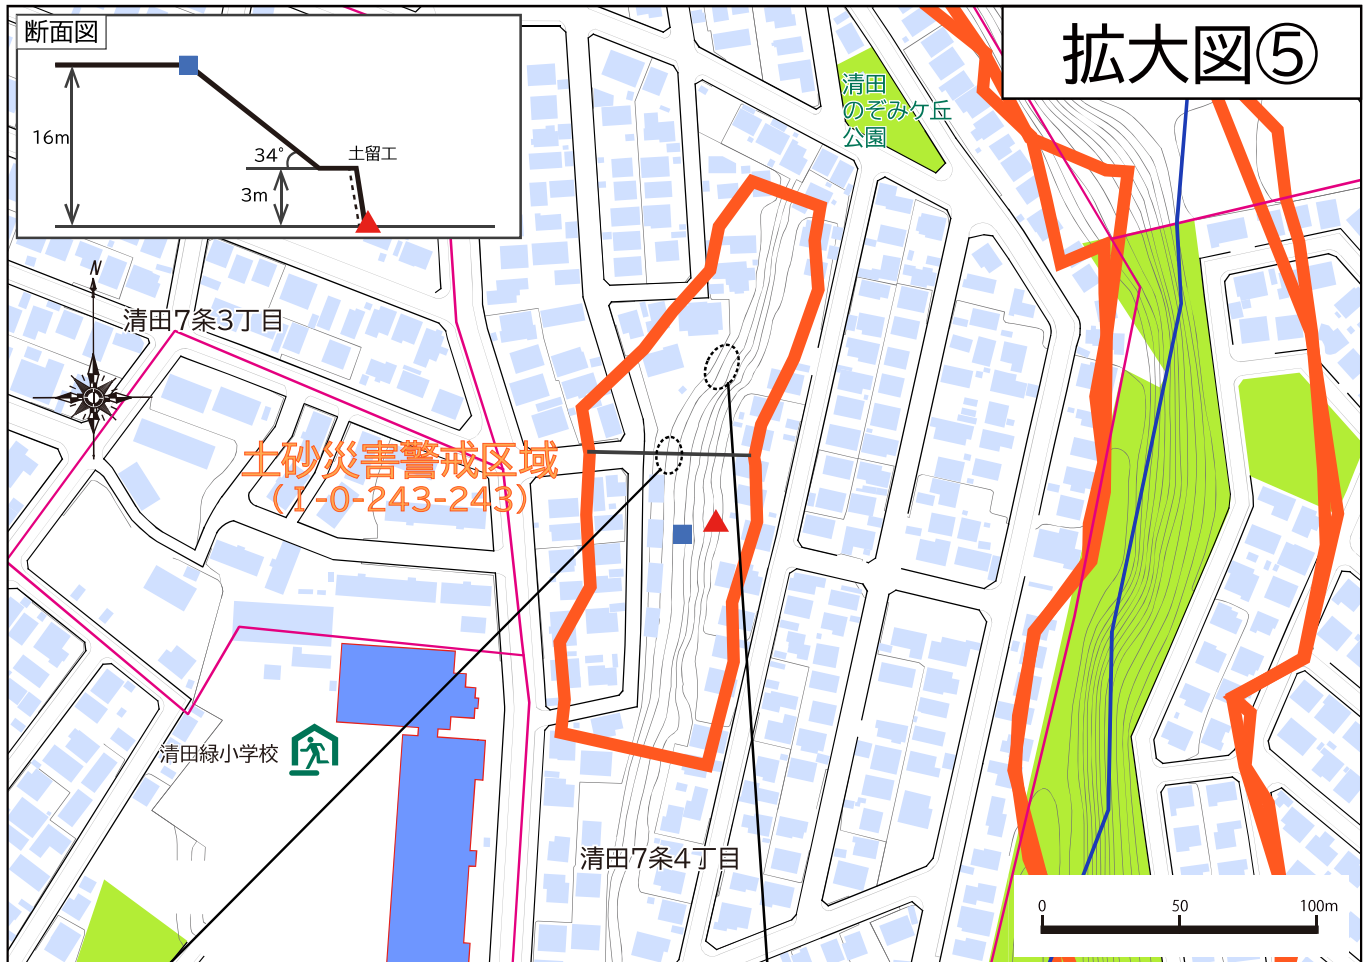 断面図
16m
34°
土留工
3m
拡大図⑤
清田
のぞみケ丘
公園
N
清田7条3丁目
土砂災害警戒区域
（Ⅰ-0-243-243）
清田緑小学校
清田7条4丁目
0 50 100m